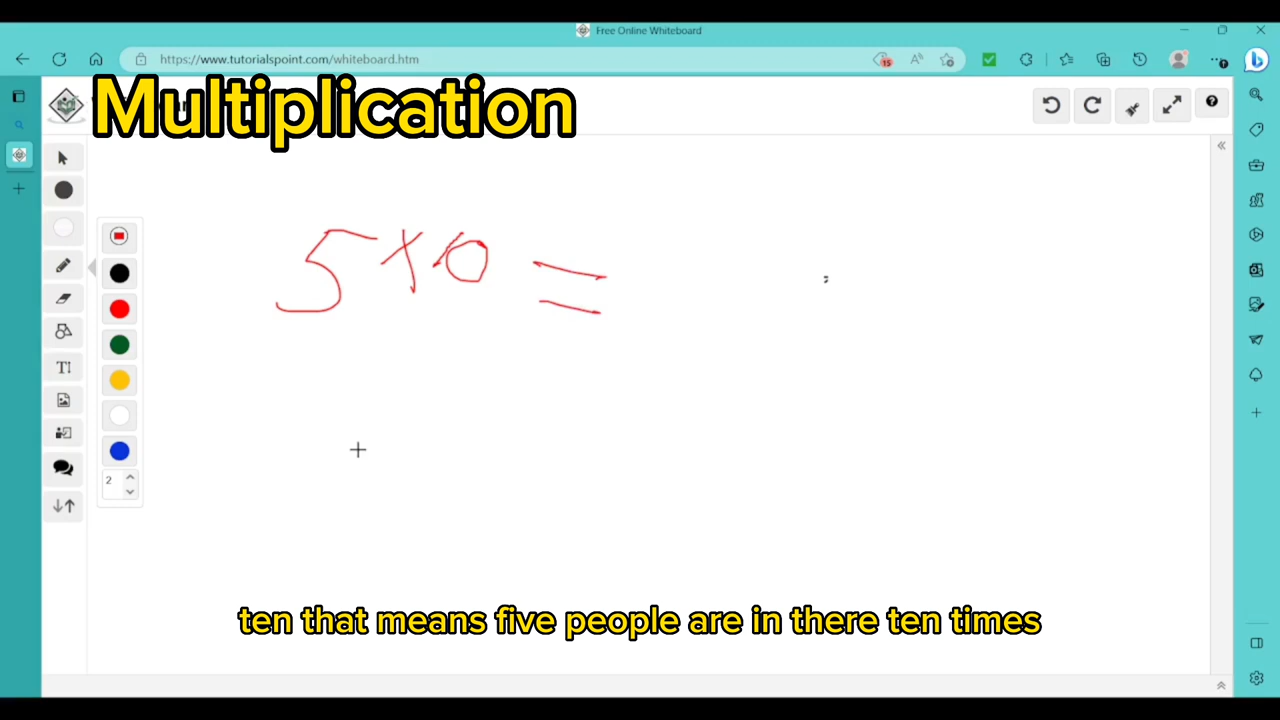 Free Online Whiteboard
https://www.tutorialspoint.com/whiteboard.htm
15
Multiplication
5 × 10 =
2
ten that means five people are in there ten times